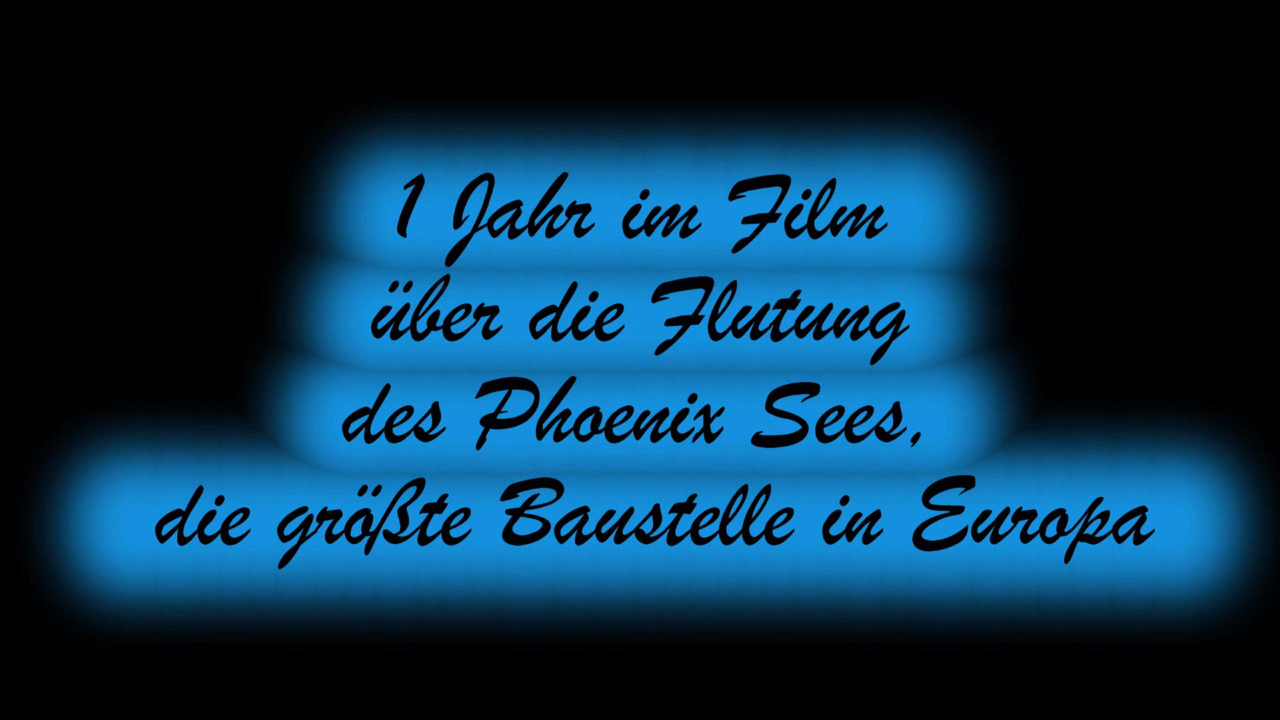 1 Jahr im Film
über die Flutung
des Phoenix Sees,
die größte Baustelle in Europa